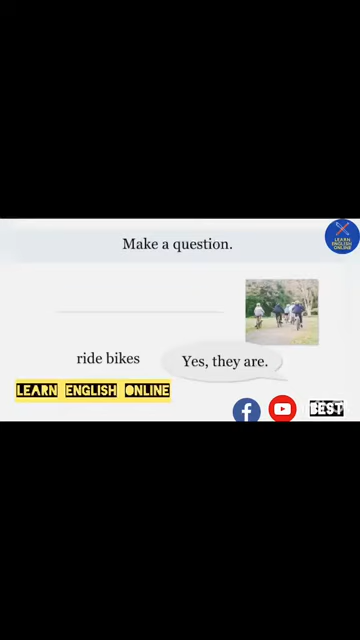 Make a question.
LEARN
ENGLISH
ONLINE
ride bikes
Yes, they are.
LEARN ENGLISH ONLINE
BEST